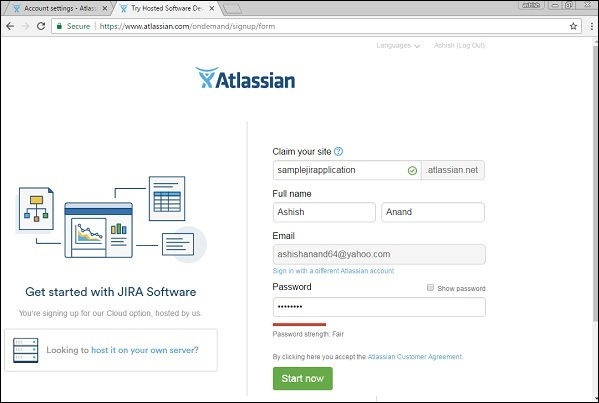 Account settings - Atlass
Try Hosted Software Dev
ashish
Secure https://www.atlassian.com/ondemand/signup/form
Languages Ashish (Log Out)
Atlassian
Claim your site
samplejirapplication .atlassian.net
Full name
Ashish Anand
Email
ashishanand64@yahoo.com
Sign in with a different Atlassian account
Password Show password
Password strength: Fair
By clicking here you accept the Atlassian Customer Agreement.
Start now
Get started with JIRA Software
You're signing up for our Cloud option, hosted by us.
Looking to host it on your own server?